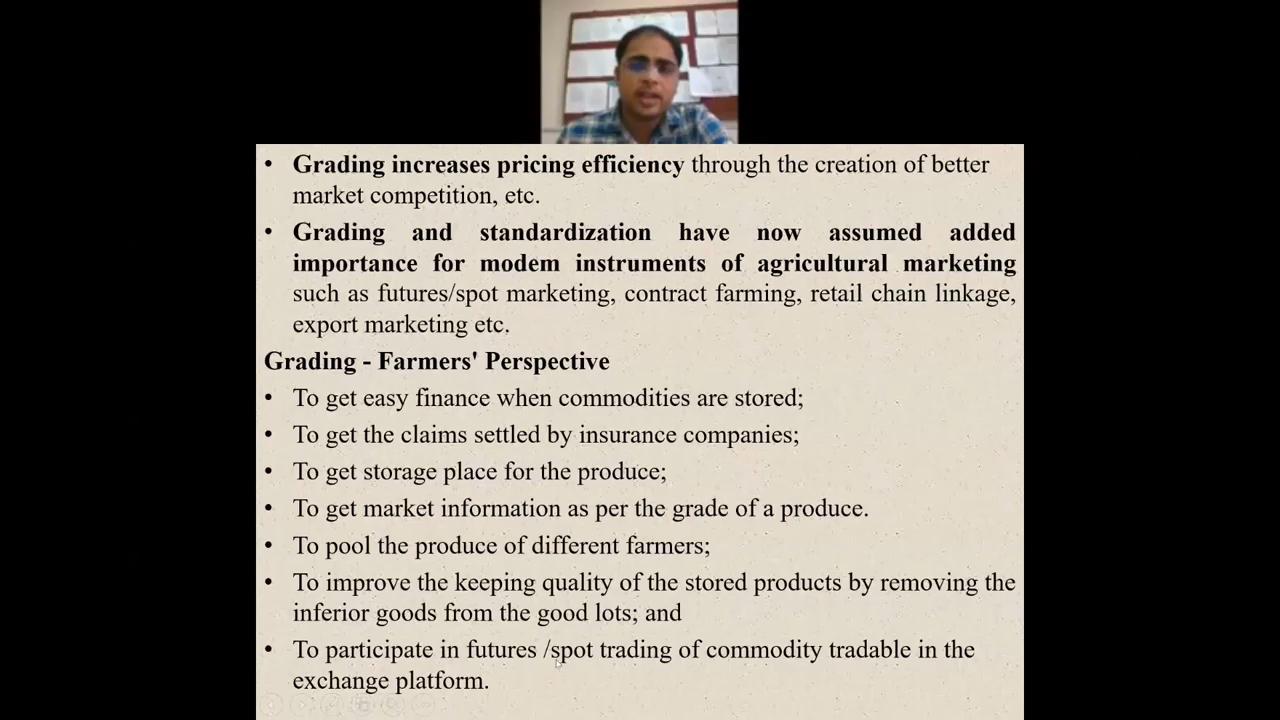 • Grading increases pricing efficiency through the creation of better
market competition, etc.
• Grading and standardization have now assumed added
importance for modem instruments of agricultural marketing
such as futures/spot marketing, contract farming, retail chain linkage,
export marketing etc.
Grading - Farmers' Perspective
• To get easy finance when commodities are stored;
• To get the claims settled by insurance companies;
• To get storage place for the produce;
• To get market information as per the grade of a produce.
• To pool the produce of different farmers;
• To improve the keeping quality of the stored products by removing the
inferior goods from the good lots; and
• To participate in futures /spot trading of commodity tradable in the
exchange platform.